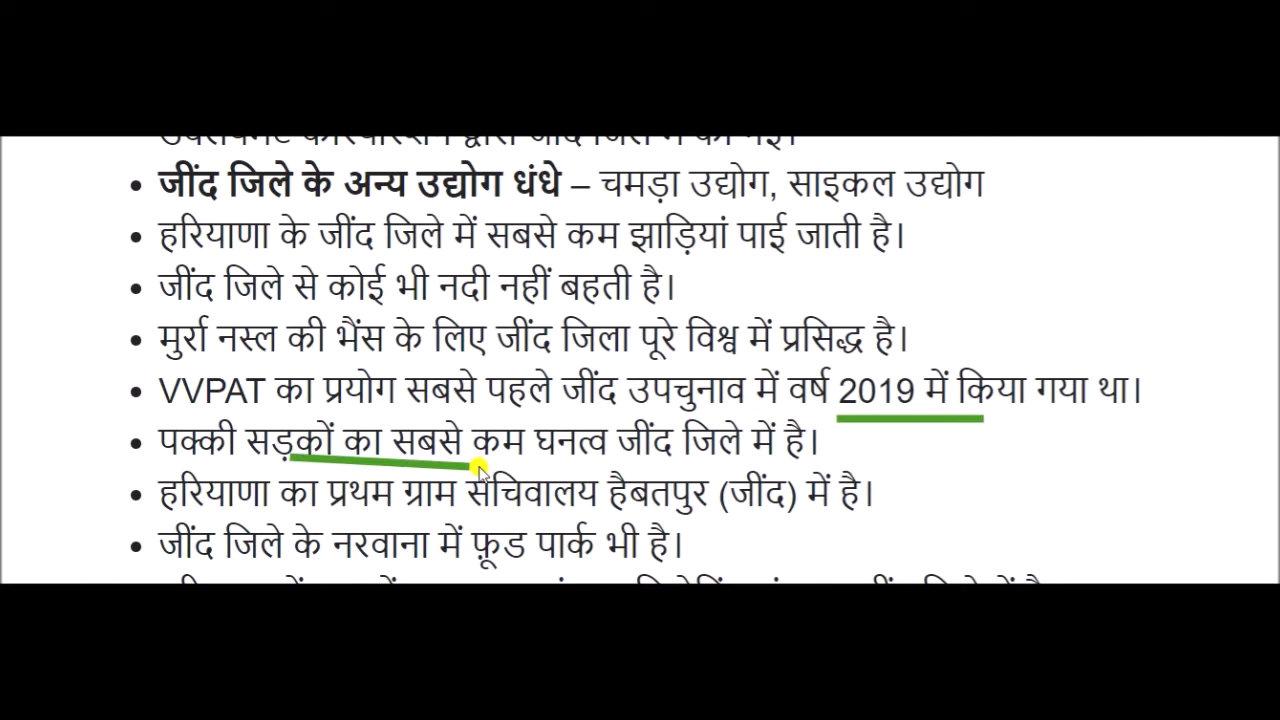 जींद जिले के अन्य उद्योग धंधे – चमड़ा उद्योग, साइकल उद्योग
हरियाणा के जींद जिले में सबसे कम झाड़ियां पाई जाती है।
जींद जिले से कोई भी नदी नहीं बहती है।
मुर्रा नस्ल की भैंस के लिए जींद जिला पूरे विश्व में प्रसिद्ध है।
VVPAT का प्रयोग सबसे पहले जींद उपचुनाव में वर्ष 2019 में किया गया था।
पक्की सड़कों का सबसे कम घनत्व जींद जिले में है।
हरियाणा का प्रथम ग्राम सचिवालय हैबतपुर (जींद) में है।
जींद जिले के नरवाना में फ़ूड पार्क भी है।